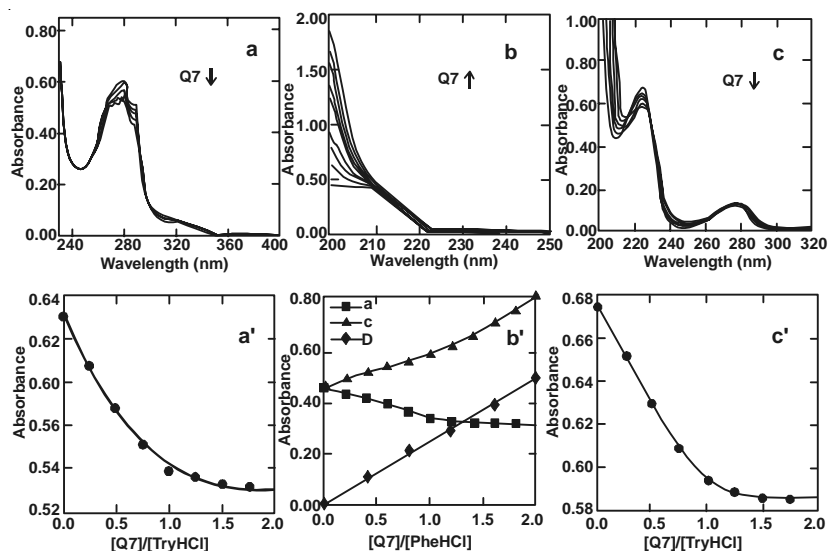 a
Q7
Absorbance
0.80
0.60
0.40
0.20
0.00
240
280
320
360
400
Wavelength (nm)
b
Q7
Absorbance
2.00
1.50
1.00
0.50
0.00
200
210
220
230
240
250
Wavelength (nm)
c
Q7
Absorbance
1.00
0.80
0.60
0.40
0.20
0.00
200
220
240
260
280
320
Wavelength (nm)
a'
Absorbance
0.64
0.62
0.60
0.56
0.54
0.52
0.0
0.5
1.0
1.5
2.0
[Q7]/[TryHCl]
b'
a
c
D
Absorbance
0.80
0.60
0.40
0.20
0.00
0.0
0.5
1.0
1.5
2.0
[Q7]/[PheHCl]
c'
Absorbance
0.68
0.66
0.64
0.62
0.60
0.58
0.0
0.5
1.0
1.5
2.0
[Q7]/[TryHCl]